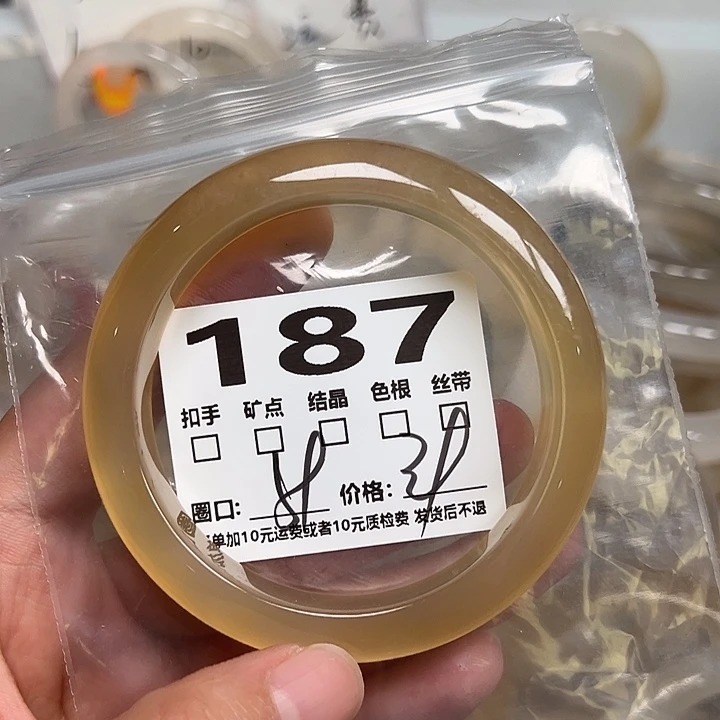 187
扣手 矿点 结晶 色根 丝带
圈口: 价格:
单加10元运费或者10元质检费 发货后不退